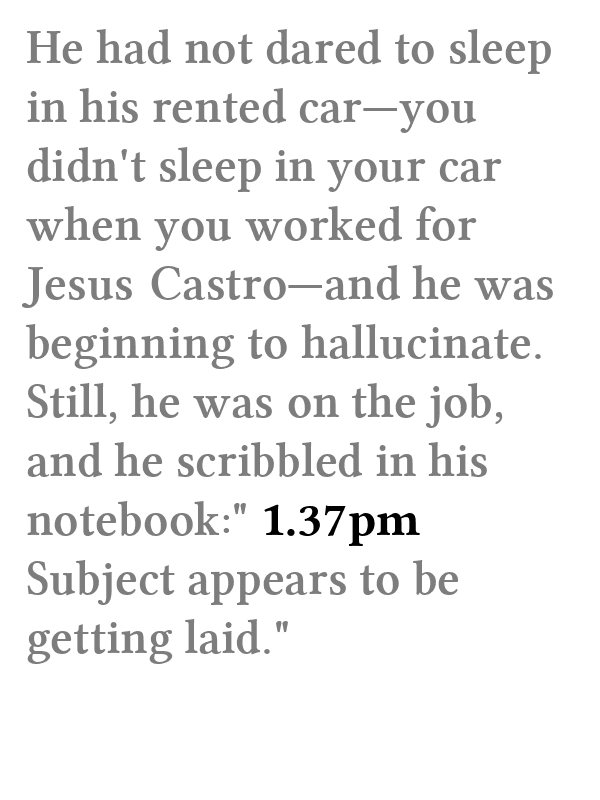 He had not dared to sleep
in his rented car—you
didn't sleep in your car
when you worked for
Jesus Castro—and he was
beginning to hallucinate.
Still, he was on the job,
and he scribbled in his
notebook:" 1.37pm
Subject appears to be
getting laid."